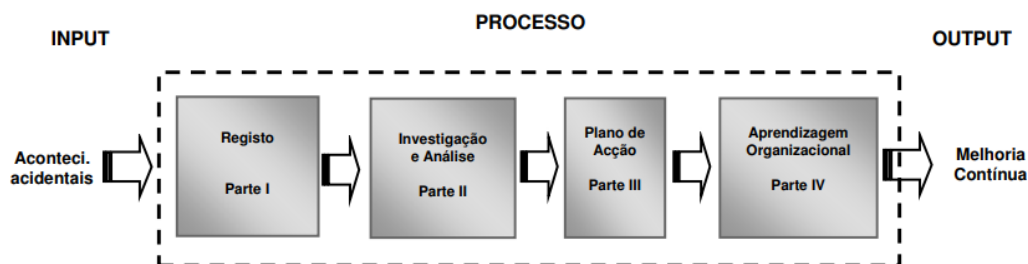 PROCESSO
INPUT
OUTPUT
Aconteci.
acidentais
Registo
Parte I
Investigação
e Análise
Parte II
Plano de
Acção
Parte III
Aprendizagem
Organizacional
Parte IV
Melhoria
Contínua